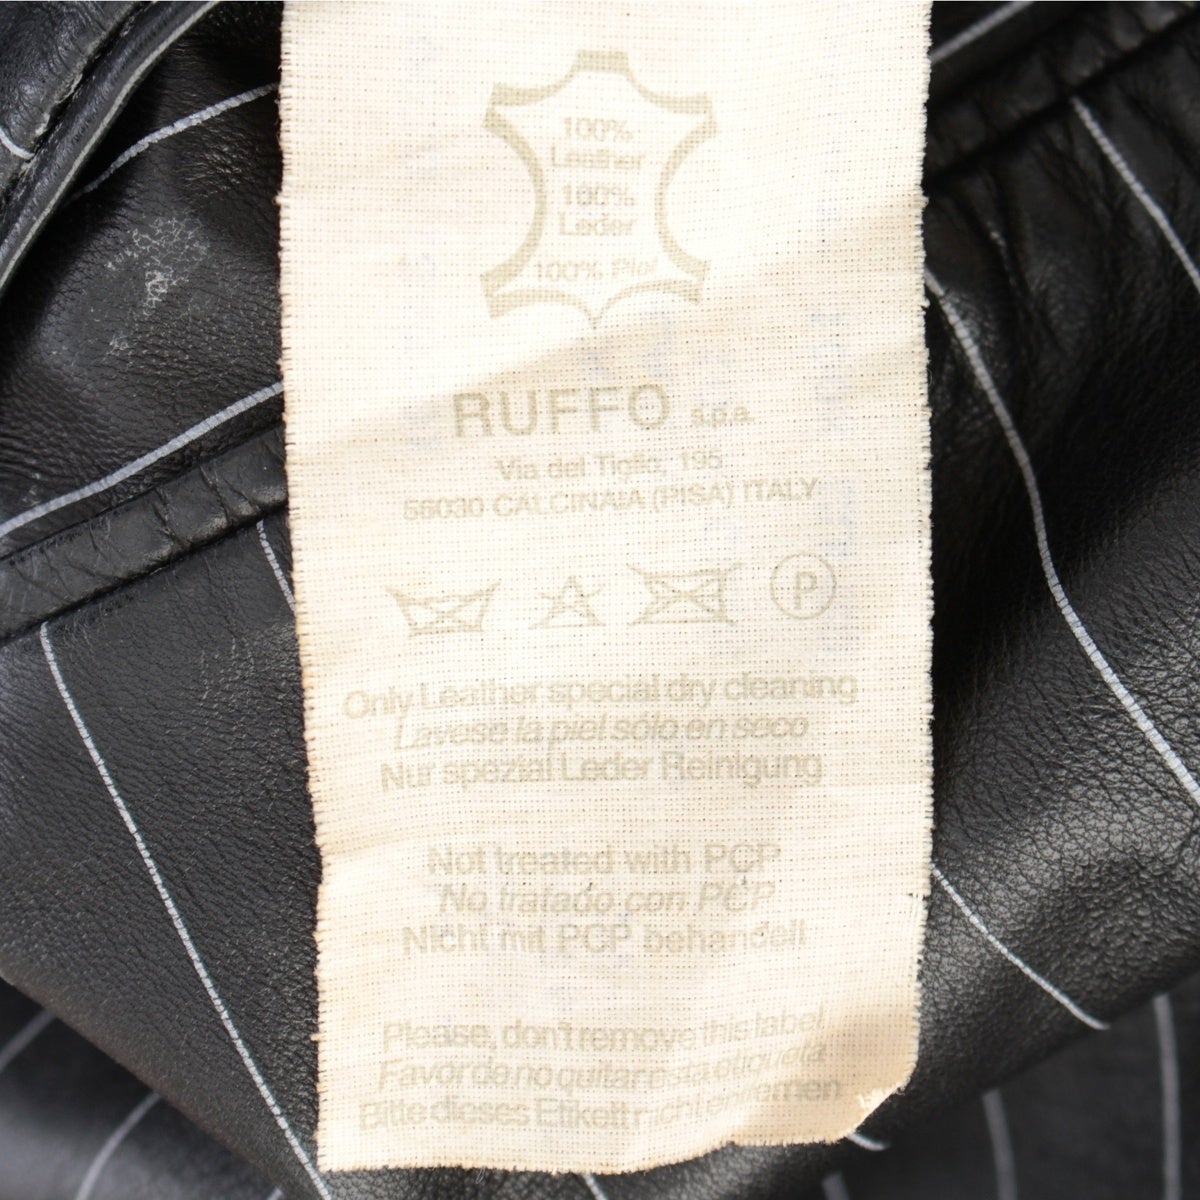 100%
Leather
100%
Leder
100% Piel
RUFFO s.p.a.
Via del Tiglio, 195
56030 CALCINAIA (PISA) ITALY
P
Only Leather special dry cleaning
Lavese la piel sólo en seco
Nur spezial Leder Reinigung
Not treated with PCP
No tratado con PCP
Nicht mit PCP behandelt
Please, don't remove this label
Favor de no quitar esta etiqueta
Bitte dieses Etikett nicht entfernen